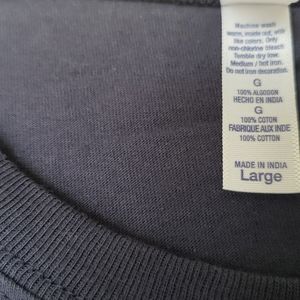 Machine wash
warm, inside out, with
like colors. Only
non-chlorine bleach
Tumble dry low.
Medium / hot iron.
Do not iron decoration.
G
100% ALGODON
HECHO EN INDIA
G
100% COTON
FABRIQUE AUX INDE
100% COTTON
MADE IN INDIA
Large